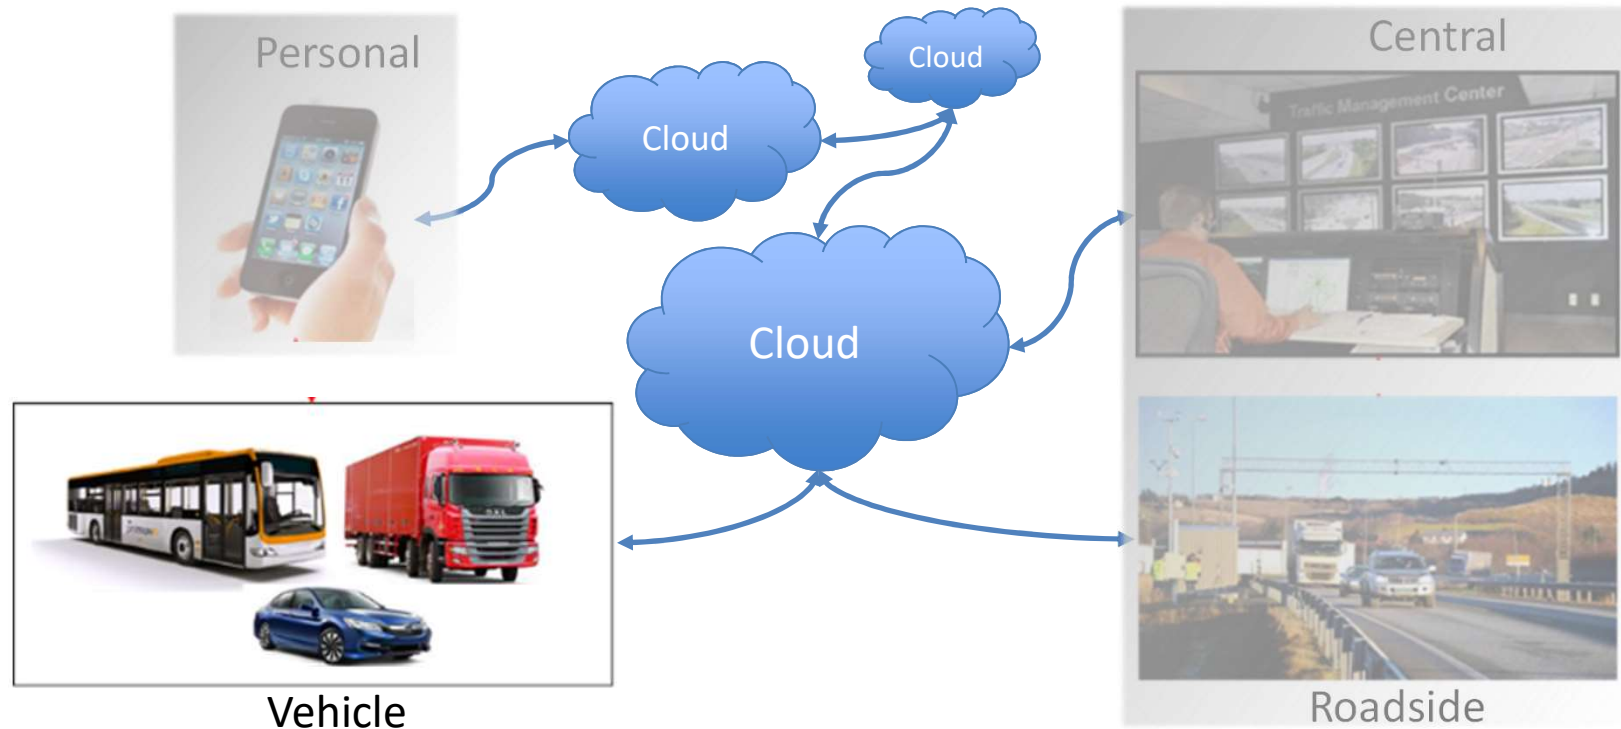 Personal
Cloud
Cloud
Central
Traffic Management Center
Cloud
Vehicle
Roadside